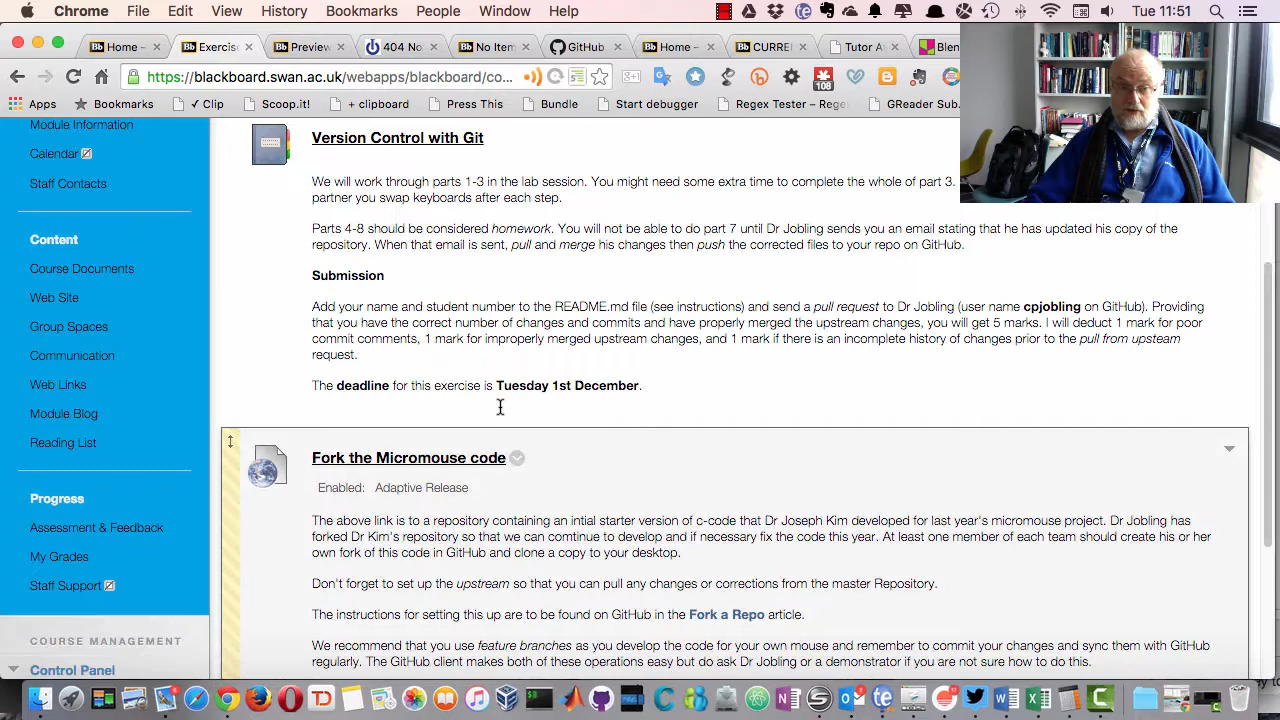 Chrome File Edit View History Bookmarks People Window Help Tue 11:51
Home – Exercis Preview 404 No No Item GitHub Home – CURRE Tutor A Blen
https://blackboard.swan.ac.uk/webapps/blackboard/co...
108
Apps Bookmarks ✓ Clip Scoop.it! + clipboard Press This Bundle Start debugger Regex Tester – Rege GReader Sub
Module Information
Calendar
Staff Contacts
Content
Course Documents
Web Site
Group Spaces
Communication
Web Links
Module Blog
Reading List
Progress
Assessment & Feedback
My Grades
Staff Support
COURSE MANAGEMENT
Control Panel
Version Control with Git
We will work through parts 1-3 in the lab session. You might need some extra time to complete the whole of part 3.
partner you swap keyboards after each step.
Parts 4-8 should be considered homework. You will not be able to do part 7 until Dr Jobling sends you an email stating that he has updated his copy of the
repository. When that email is sent, pull and merge his changes then push the corrected files to your repo on GitHub.
Submission
Add your name and student number to the README.md file (see instructions) and send a pull request to Dr Jobling (user name cpjobling on GitHub). Providing
that you have the correct number of changes and commits and have properly merged the upstream changes, you will get 5 marks. I will deduct 1 mark for poor
commit comments, 1 mark for improperly merged upstream changes, and 1 mark if there is an incomplete history of changes prior to the pull from upsteam
request.
The deadline for this exercise is Tuesday 1st December.
Fork the Micromouse code
Enabled: Adaptive Release
The above link is to a repository containing an intial starter version of c-code that Dr Joseph Kim developed for last year's micromouse project. Dr Jobling has
forked Dr Kim's repository so that we can comtinue to develop and if necessary fix the code this year. At least one member of each team should create his or her
own fork of this code in GitHub and clone a copy to your desktop.
Don't forget to set up the upstream so that you can pull any changes or corrections from the master Repository.
The instructions for setting this up are to be found on GitHub in the Fork a Repo article.
We recommend that you use feature branches as you develop the code for your own mouse and remember to commit your changes and sync them with GitHub
regularly. The GitHub client makes both of these operations easy but do ask Dr Jobling or a demonstrator if you are not sure how to do this.